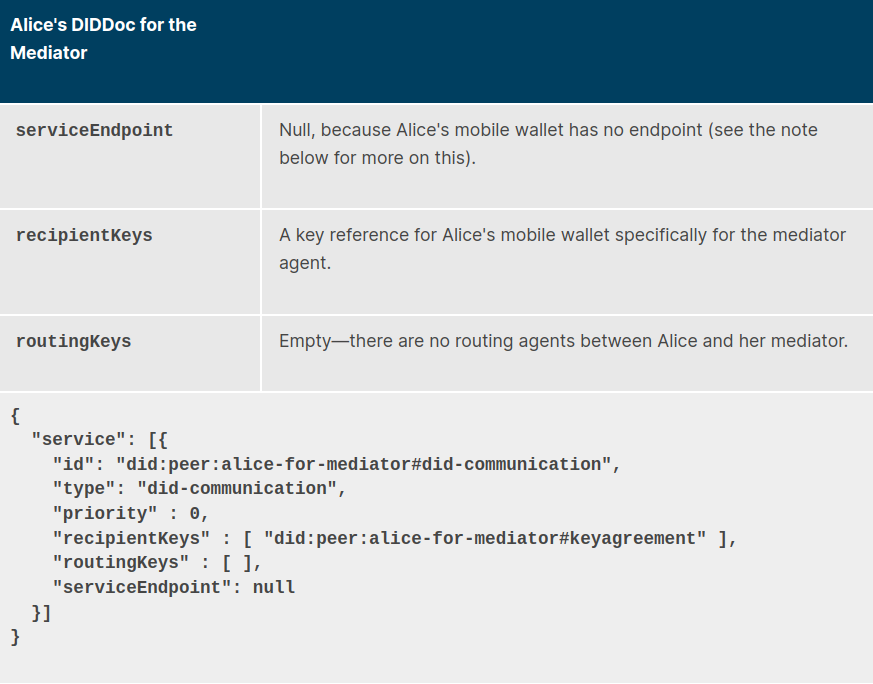 Alice's DIDDoc for the
Mediator
serviceEndpoint
Null, because Alice's mobile wallet has no endpoint (see the note
below for more on this).
recipientKeys
A key reference for Alice's mobile wallet specifically for the mediator
agent.
routingKeys
Empty—there are no routing agents between Alice and her mediator.
{
  "service": [{
    "id": "did:peer:alice-for-mediator#did-communication",
    "type": "did-communication",
    "priority" : 0,
    "recipientKeys" : [ "did:peer:alice-for-mediator#keyagreement" ],
    "routingKeys" : [ ],
    "serviceEndpoint": null
  }]
}